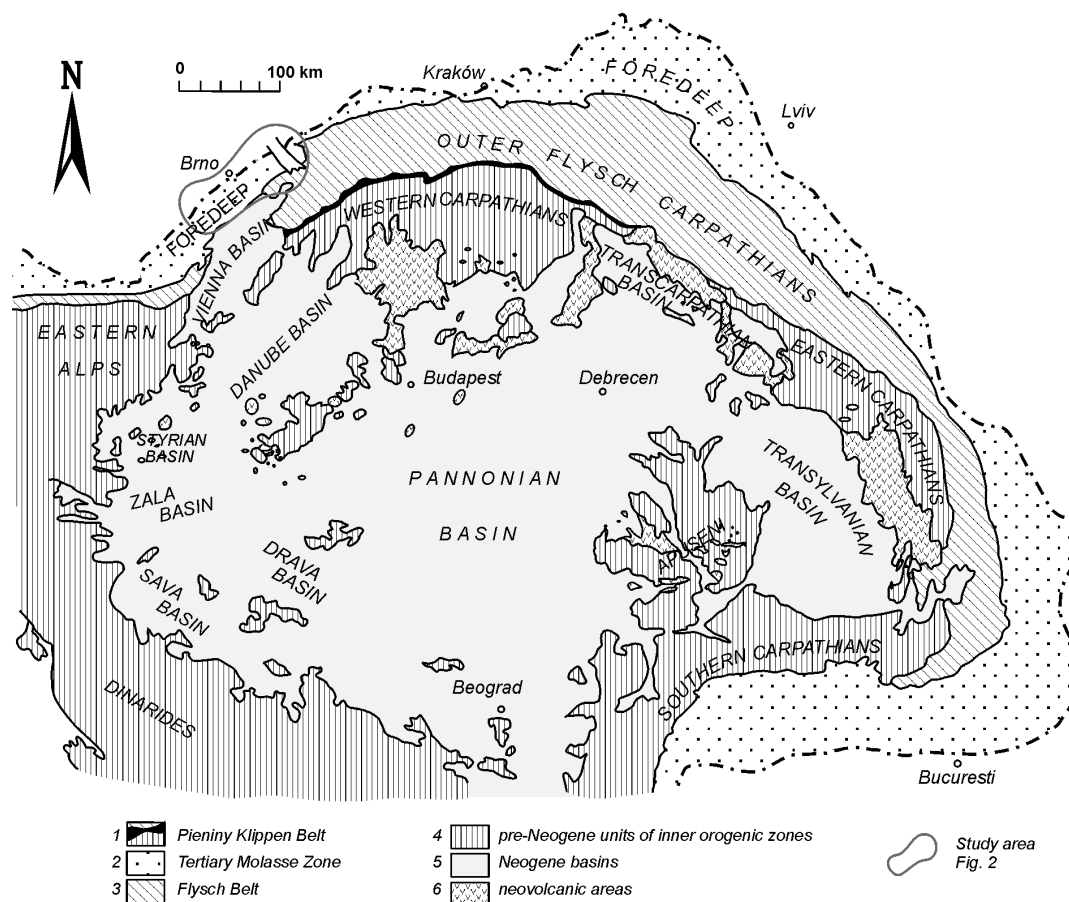 N
0 100 km
Kraków
FOREDEEP
Lviv
Brno
OUTER FLYSCH CARPATHIANS
FOREDEEP
WESTERN CARPATHIANS
VIENNA BASIN
TRANSCARPATHIAN
BASIN
EASTERN
ALPS
DANUBE BASIN
EASTERN CARPATHIANS
Budapest
Debrecen
STYRIAN
BASIN
PANNONIAN
BASIN
TRANSYLVANIAN
BASIN
ZALA
BASIN
APUSENI
DRAVA
BASIN
SAVA
BASIN
SOUTHERN CARPATHIANS
Beograd
DINARIDES
Bucuresti
1 Pieniny Klippen Belt
2 Tertiary Molasse Zone
3 Flysch Belt
4 pre-Neogene units of inner orogenic zones
5 Neogene basins
6 neovolcanic areas
Study area
Fig. 2